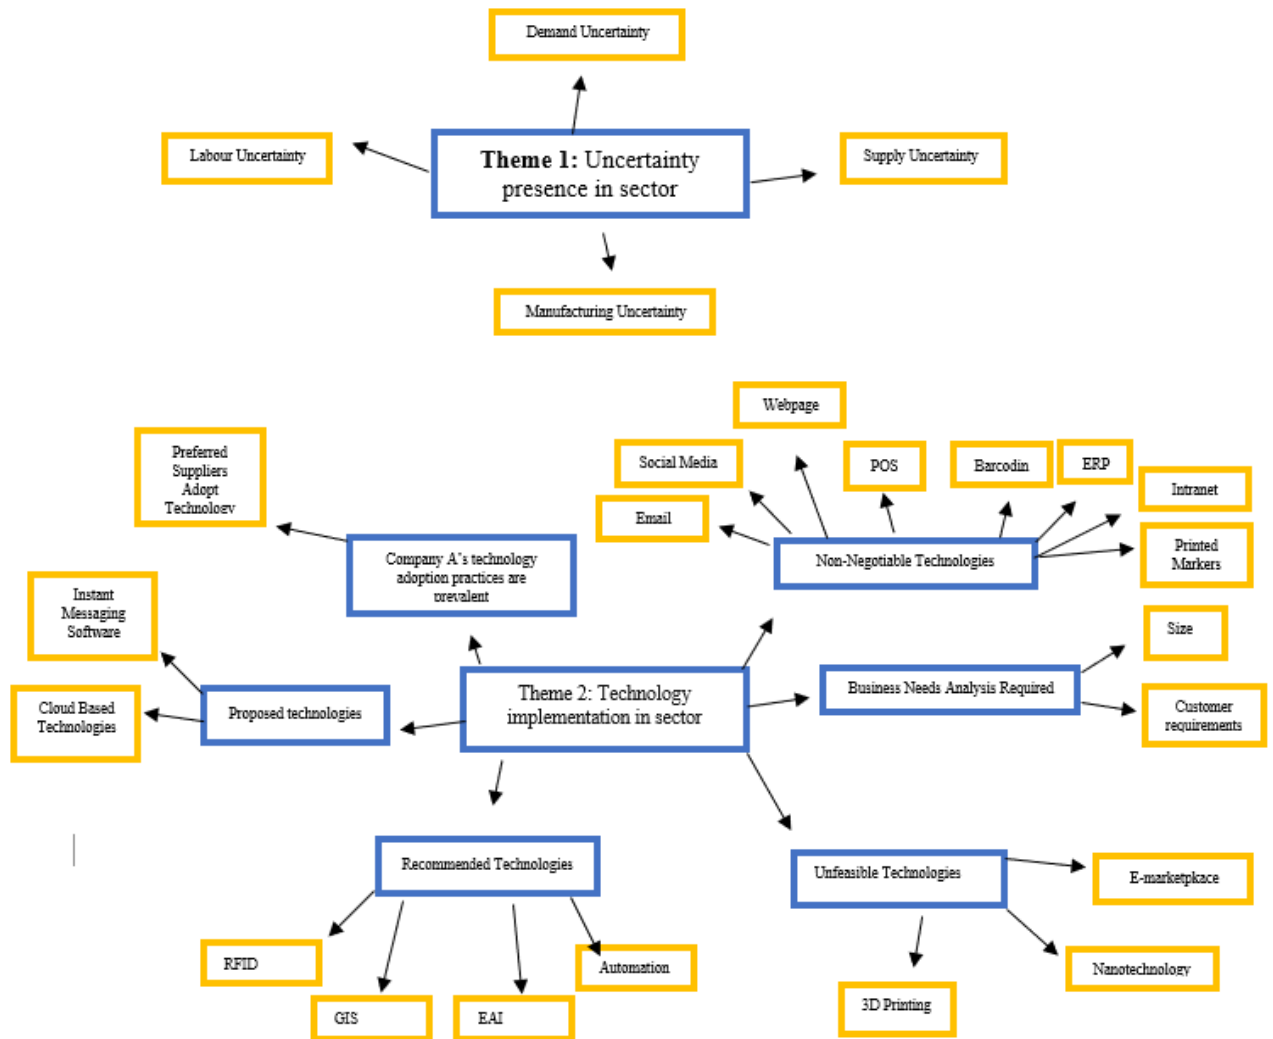 Demand Uncertainty
Labour Uncertainty
Theme 1: Uncertainty
presence in sector
Supply Uncertainty
Manufacturing Uncertainty
Webpage
Preferred
Suppliers
Adopt
Technology
Social Media
POS
Barcodin
ERP
Intranet
Email
Printed
Markers
Company A's technology
adoption practices are
prevalent
Non-Negotiable Technologies
Instant
Messaging
Software
Size
Theme 2: Technology
implementation in sector
Business Needs Analysis Required
Cloud Based
Technologies
Proposed technologies
Customer
requirements
Recommended Technologies
Unfeasible Technologies
E-marketpkace
RFID
Automation
Nanotechnology
GIS
EAI
3D Printing